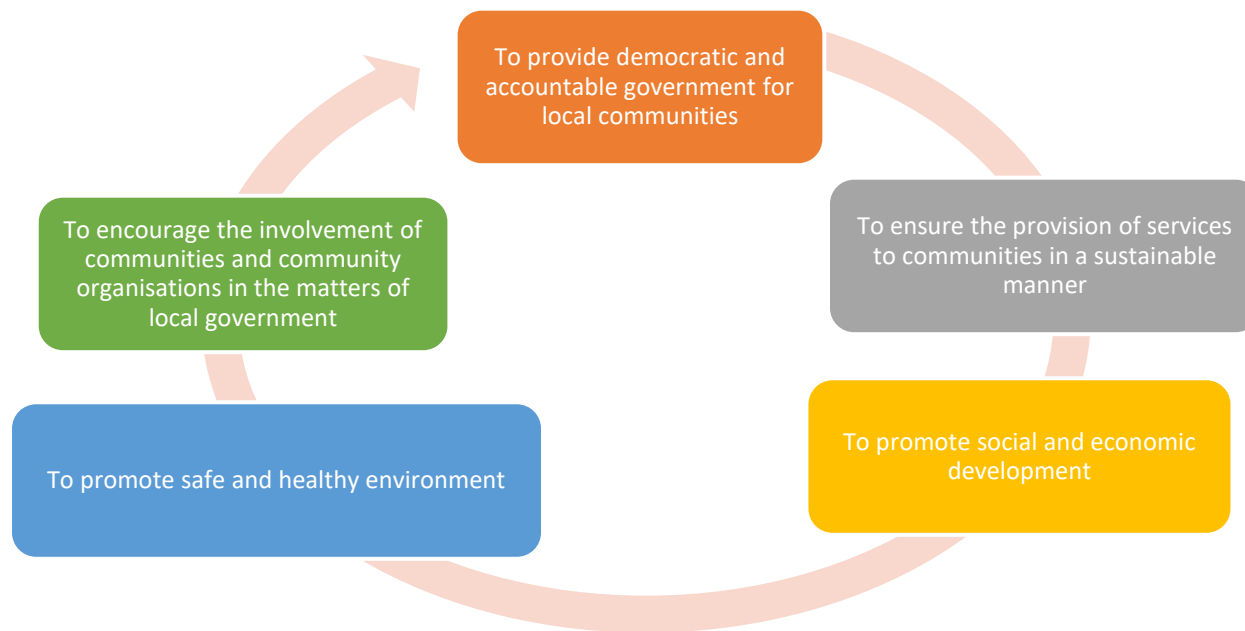 To provide democratic and
accountable government for
local communities
To ensure the provision of services
to communities in a sustainable
manner
To promote social and economic
development
To promote safe and healthy environment
To encourage the involvement of
communities and community
organisations in the matters of
local government